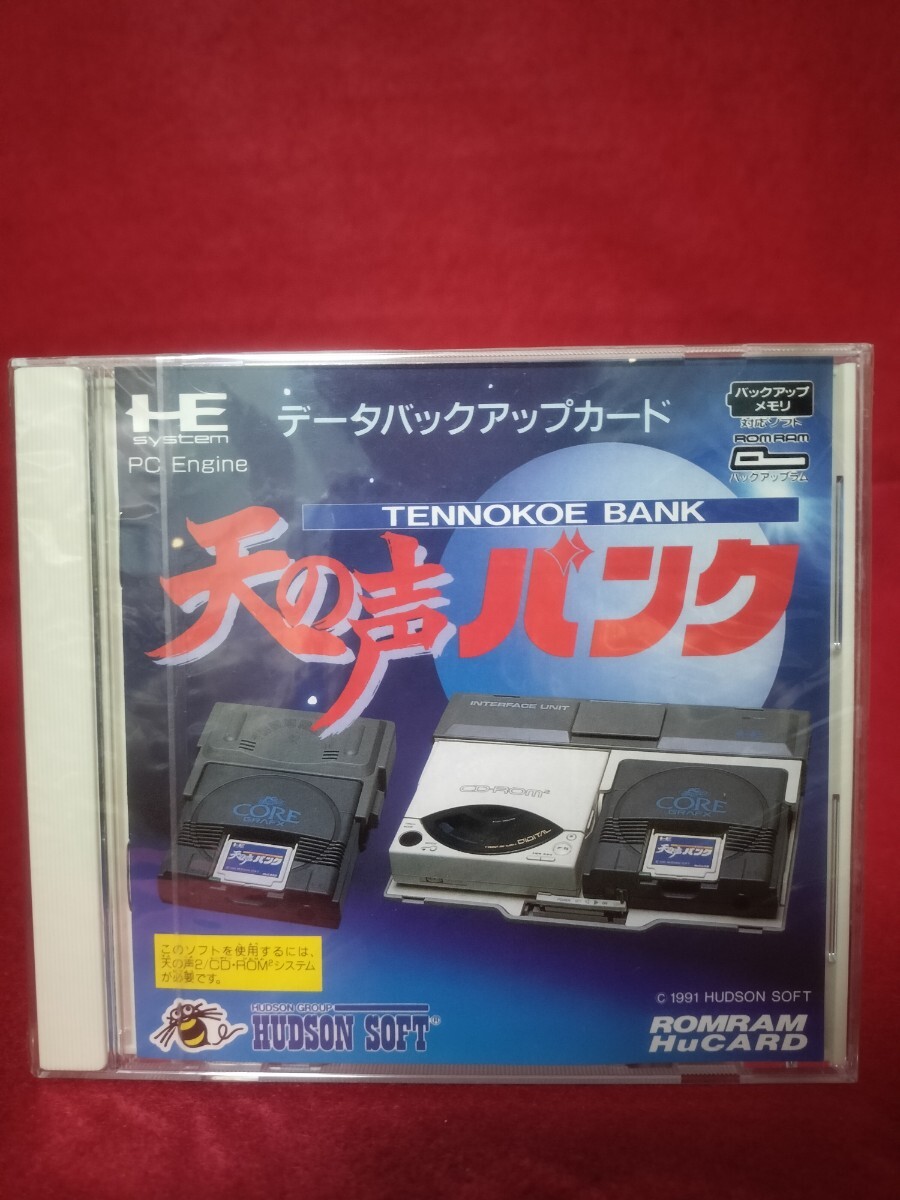 HE
system
PC Engine
データバックアップカード
バックアップ
メモリ
対応ソフト
ROMRAM
バックアップラム
TENNOKOE BANK
天の声バンク
INTERFACE UNIT
CD-ROM²
DIGITAL
CORE
GRAFX
HE
天の声バンク
CORE
GRAFX
天の声バンク
このソフトを使用するには、
天の声2/CD・ROM²システム
が必要です。
HUDSON GROUP
HUDSON SOFT®
© 1991 HUDSON SOFT
ROMRAM
HuCARD